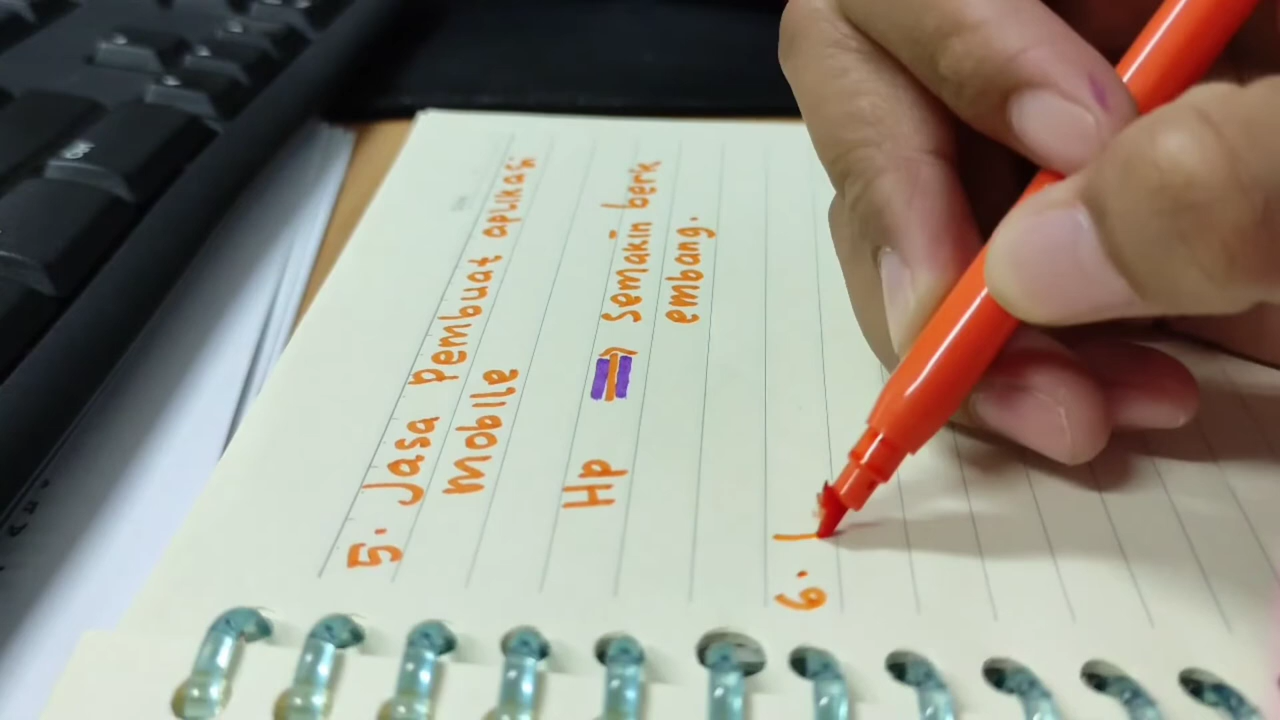 5. Jasa Pembuat aplikasi
mobile
Hp ⇒ semakin berk
embang.
6.